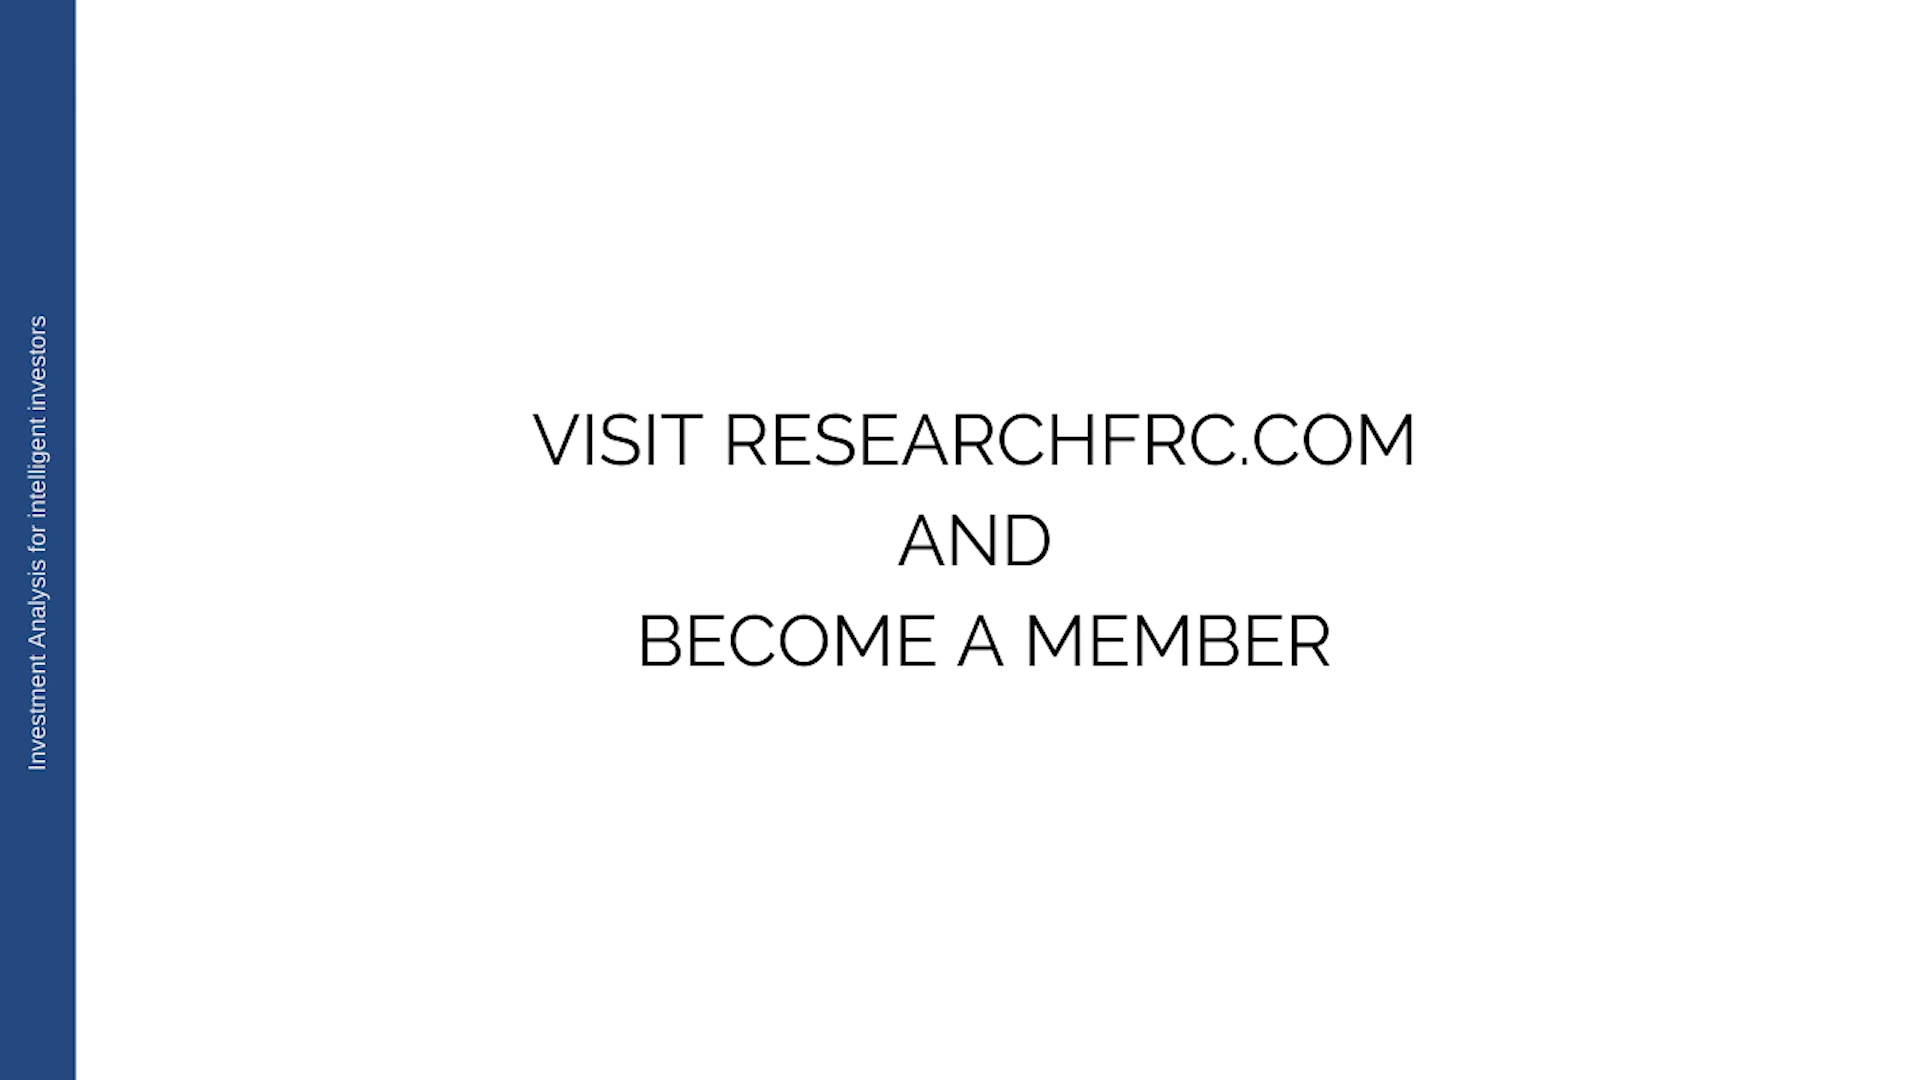 Investment Analysis for intelligent investors
VISIT RESEARCHFRC.COM
AND
BECOME A MEMBER